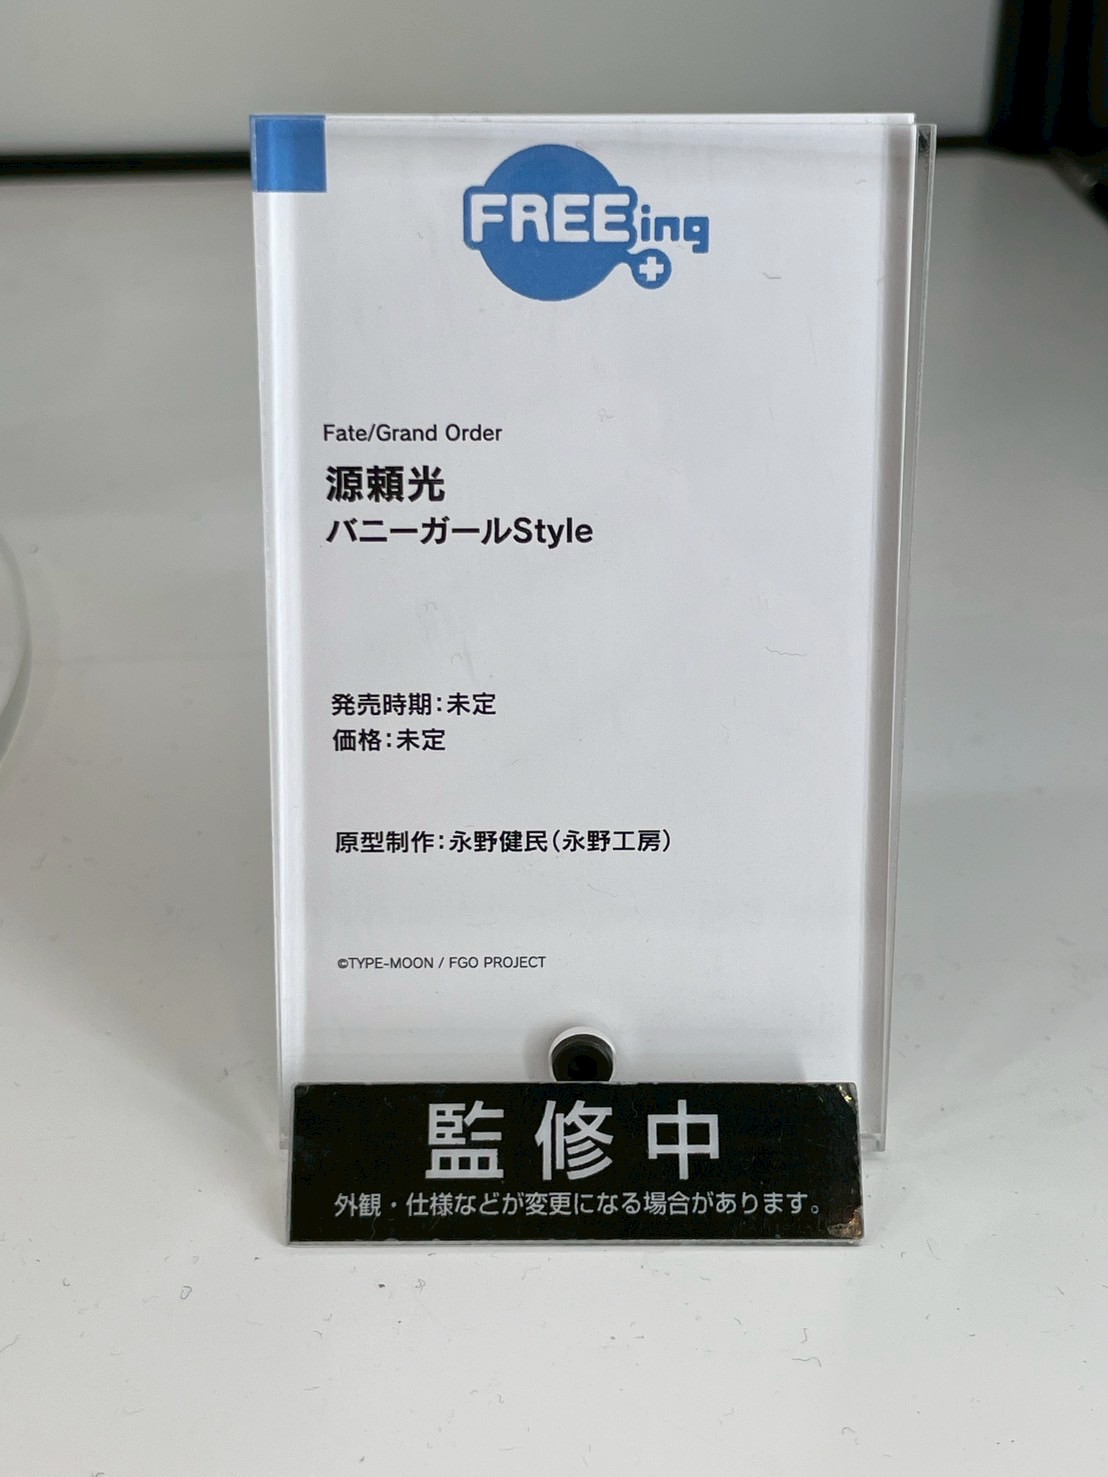 FREEing
Fate/Grand Order
源頼光
バニーガールStyle
発売時期：未定
価格：未定
原型制作：永野健民（永野工房）
©TYPE-MOON / FGO PROJECT
監修中
外観・仕様などが変更になる場合があります。